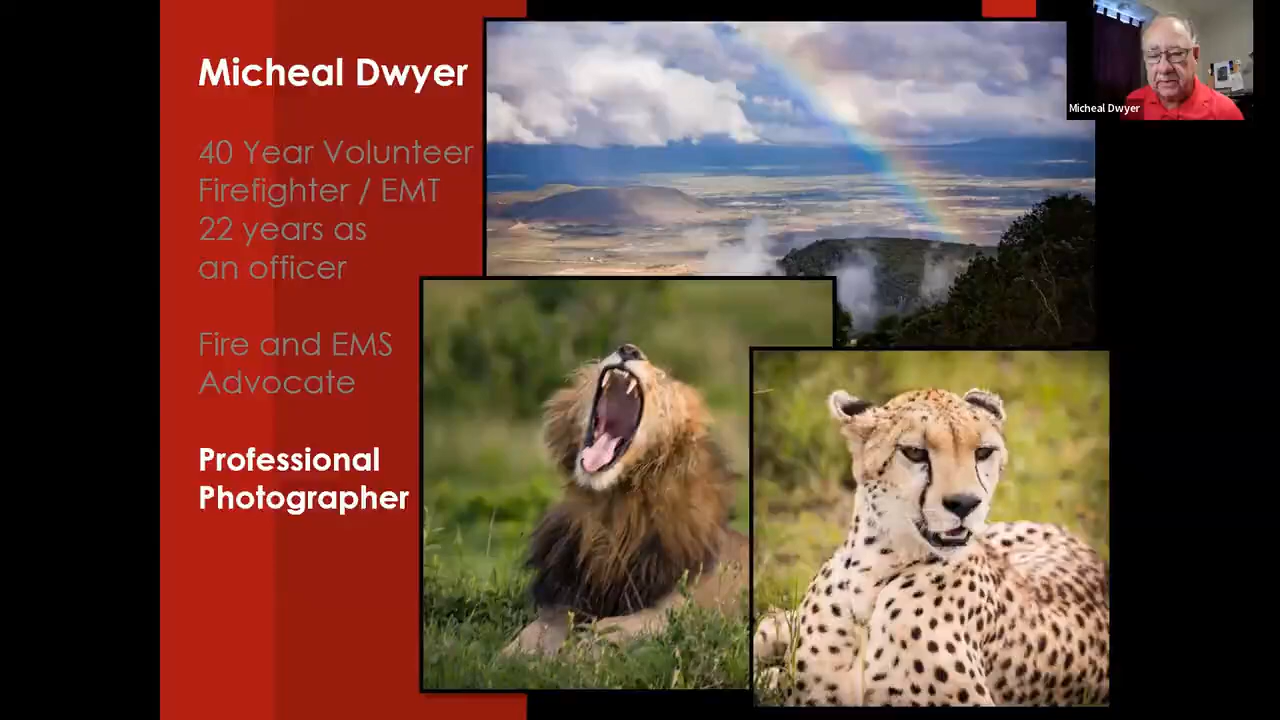 Micheal Dwyer
40 Year Volunteer
Firefighter / EMT
22 years as
an officer
Fire and EMS
Advocate
Professional
Photographer
Micheal Dwyer